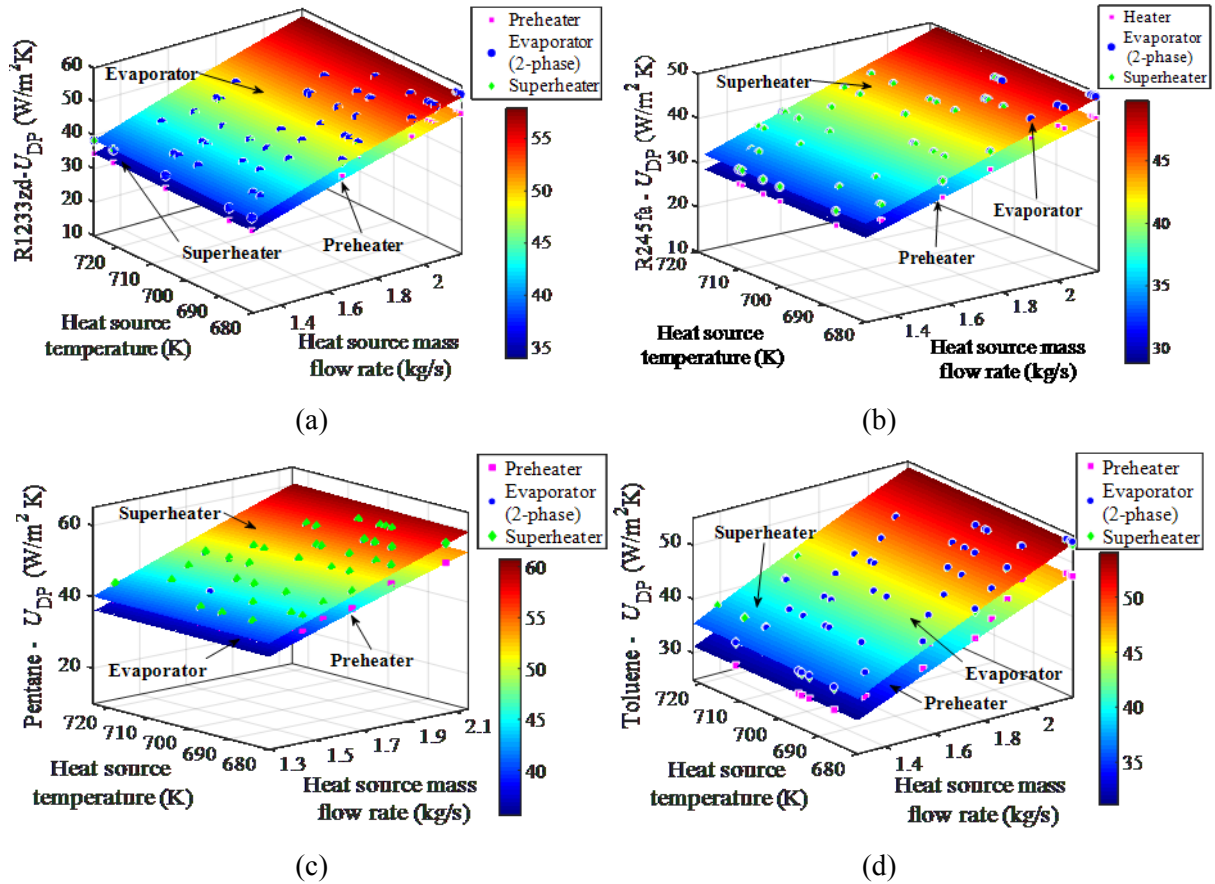 R1233zd-U_DP (W/m²K)
60
50
40
30
20
10
Evaporator
Superheater
Preheater
720
710
700
690
680
Heat source
temperature (K)
1.4
1.6
1.8
2
Heat source mass
flow rate (kg/s)
Preheater
Evaporator
(2-phase)
Superheater
55
50
45
40
35
(a)
R245fa - U_DP (W/m² K)
50
40
30
20
10
Superheater
Evaporator
Preheater
720
710
700
690
680
Heat source
temperature (K)
1.4
1.6
1.8
2
Heat source mass
flow rate (kg/s)
Heater
Evaporator
(2-phase)
Superheater
45
40
35
30
(b)
Pentane - U_DP (W/m² K)
60
40
20
Superheater
Evaporator
Preheater
720
710
700
690
680
Heat source
temperature (K)
1.3
1.5
1.7
1.9
2.1
Heat source mass
flow rate (kg/s)
Preheater
Evaporator
(2-phase)
Superheater
60
55
50
45
40
(c)
Toluene - U_DP (W/m² K)
50
40
30
Superheater
Evaporator
Preheater
720
710
700
690
680
Heat source
temperature (K)
1.4
1.6
1.8
2
Heat source mass
flow rate (kg/s)
Preheater
Evaporator
(2-phase)
Superheater
50
45
40
35
(d)